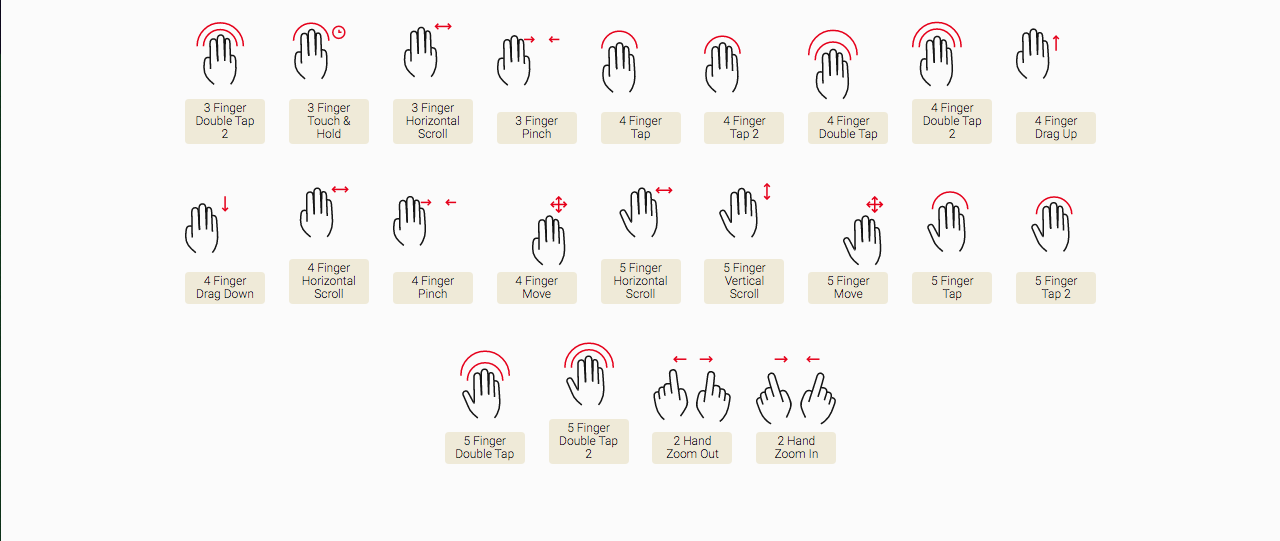 3 Finger
Double Tap
2
3 Finger
Touch &
Hold
3 Finger
Horizontal
Scroll
3 Finger
Pinch
4 Finger
Tap
4 Finger
Tap 2
4 Finger
Double Tap
4 Finger
Double Tap
2
4 Finger
Drag Up
4 Finger
Drag Down
4 Finger
Horizontal
Scroll
4 Finger
Pinch
4 Finger
Move
5 Finger
Horizontal
Scroll
5 Finger
Vertical
Scroll
5 Finger
Move
5 Finger
Tap
5 Finger
Tap 2
5 Finger
Double Tap
5 Finger
Double Tap
2
2 Hand
Zoom Out
2 Hand
Zoom In